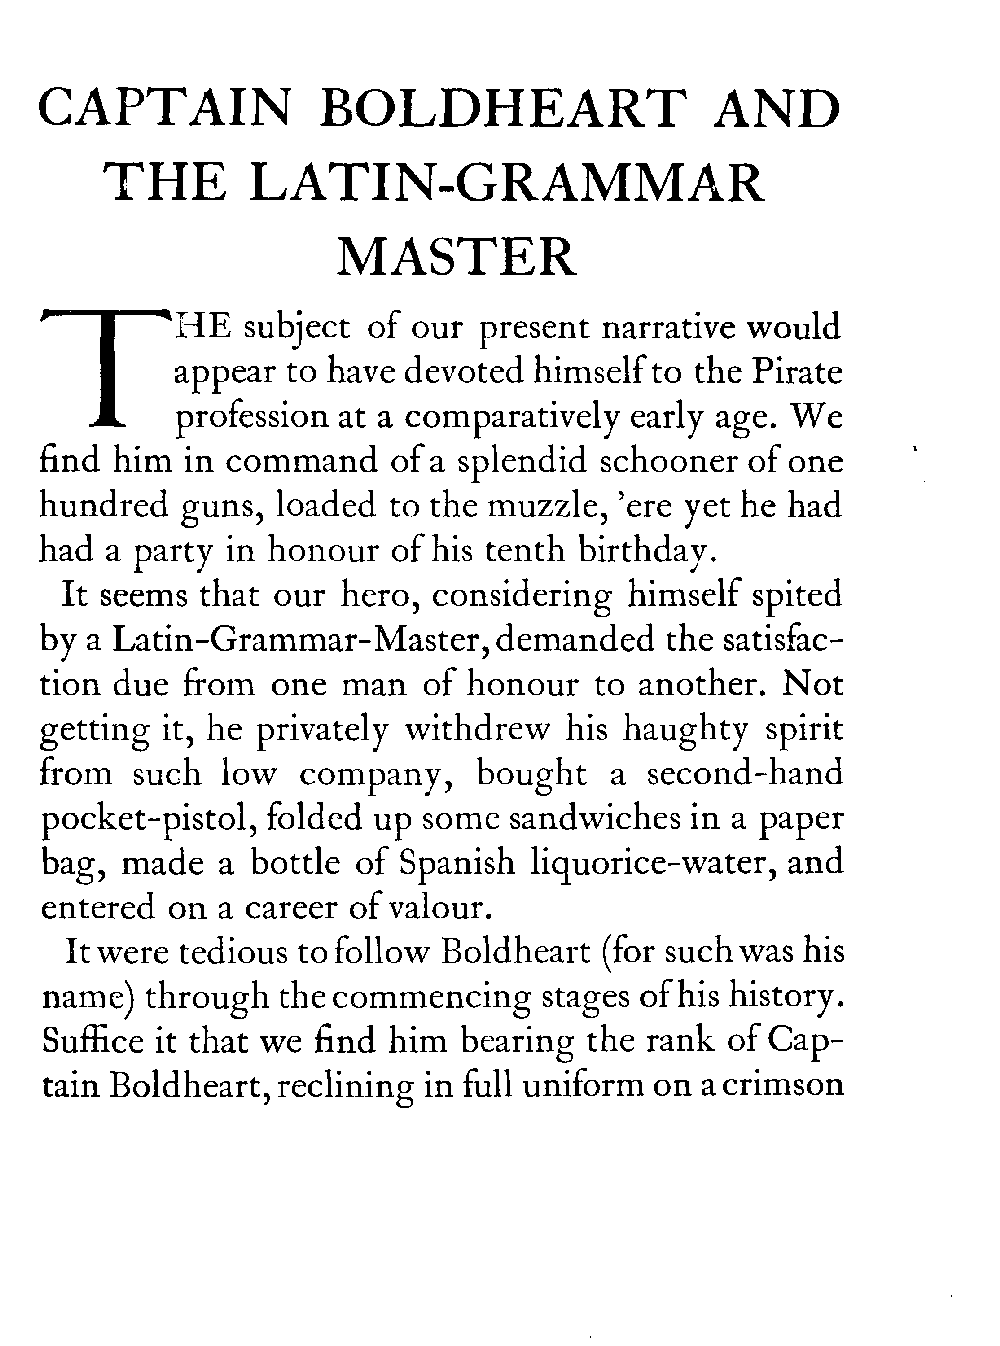 CAPTAIN BOLDHEART AND
THE LATIN-GRAMMAR
MASTER
THE subject of our present narrative would
appear to have devoted himself to the Pirate
profession at a comparatively early age. We
find him in command of a splendid schooner of one
hundred guns, loaded to the muzzle, ’ere yet he had
had a party in honour of his tenth birthday.
It seems that our hero, considering himself spited
by a Latin-Grammar-Master, demanded the satisfac-
tion due from one man of honour to another. Not
getting it, he privately withdrew his haughty spirit
from such low company, bought a second-hand
pocket-pistol, folded up some sandwiches in a paper
bag, made a bottle of Spanish liquorice-water, and
entered on a career of valour.
It were tedious to follow Boldheart (for such was his
name) through the commencing stages of his history.
Suffice it that we find him bearing the rank of Cap-
tain Boldheart, reclining in full uniform on a crimson